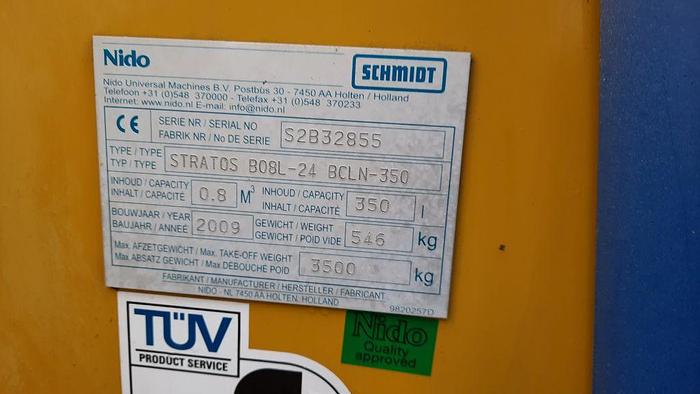 Nido
SCHMIDT
Nido Universal Machines B.V. Postbus 30 - 7450 AA Holten / Holland
Telefoon +31 (0)548 370000 - Telefax +31 (0)548 370233
Internet: www.nido.nl E-mail: info@nido.nl
CE
SERIE NR / SERIAL NO
FABRIK NR / No DE SERIE
S2B32855
TYPE / TYPE
TYP / TYPE
STRATOS B08L-24 BCLN-350
INHOUD / CAPACITY
INHALT / CAPACITÉ
0.8 M3
INHOUD / CAPACITY
INHALT / CAPACITÉ
350 l
BOUWJAAR / YEAR
BAUJAHR / ANNEÉ
2009
GEWICHT / WEIGHT
GEWICHT / POID VIDE
546 kg
Max. AFZETGEWICHT / Max. TAKE-OFF WEIGHT
Max. ABSATZ GEWICHT / Max DÉBOUCHÉ POID
3500 kg
FABRIKANT / MANUFACTURER / HERSTELLER / FABRICANT
NIDO - NL 7450 AA HOLTEN, HOLLAND
9820257D
TÜV
PRODUCT SERVICE
Nido
Quality
approved